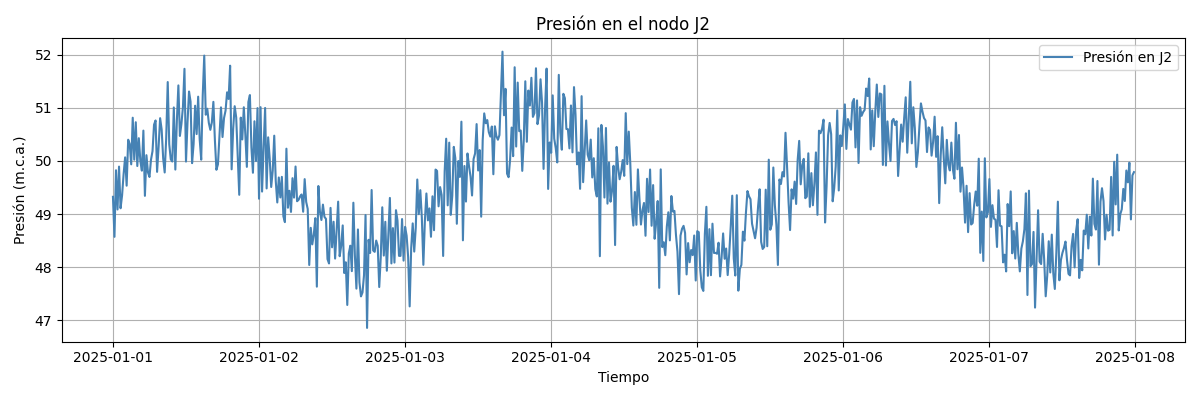 Presión en el nodo J2
52
51
50
49
48
47
Presión (m.c.a.)
Presión en J2
2025-01-01 2025-01-02 2025-01-03 2025-01-04 2025-01-05 2025-01-06 2025-01-07 2025-01-08
Tiempo